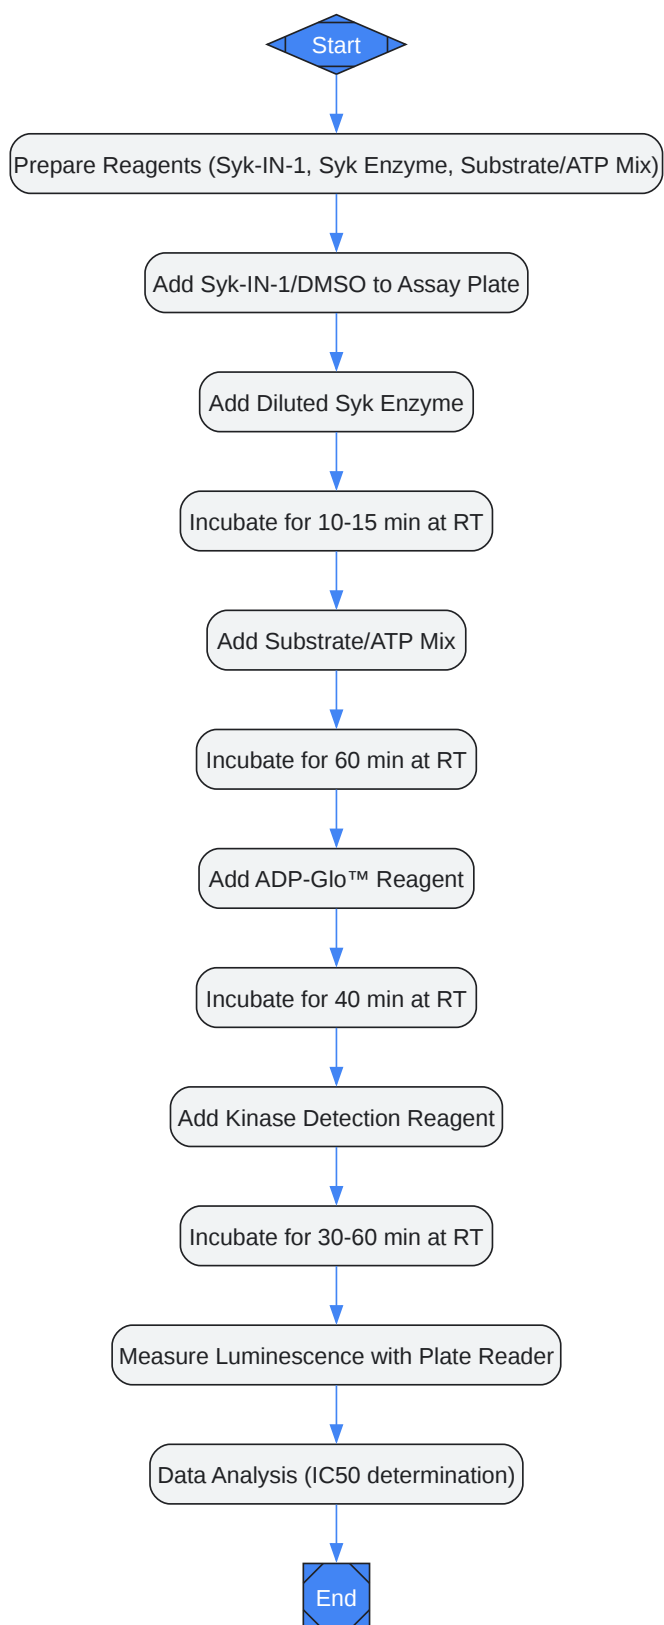 Start
Prepare Reagents (Syk-IN-1, Syk Enzyme, Substrate/ATP Mix)
Add Syk-IN-1/DMSO to Assay Plate
Add Diluted Syk Enzyme
Incubate for 10-15 min at RT
Add Substrate/ATP Mix
Incubate for 60 min at RT
Add ADP-Glo™ Reagent
Incubate for 40 min at RT
Add Kinase Detection Reagent
Incubate for 30-60 min at RT
Measure Luminescence with Plate Reader
Data Analysis (IC50 determination)
End